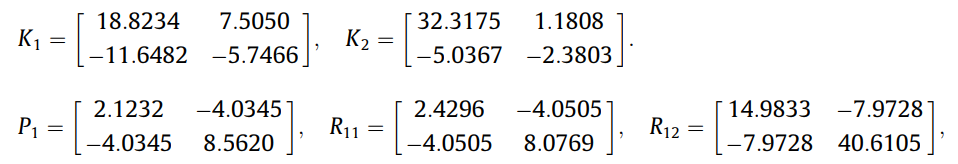 K₁ = [ 18.8234 7.5050
−11.6482 −5.7466 ], K₂ = [ 32.3175 1.1808
−5.0367 −2.3803 ].
P₁ = [ 2.1232 −4.0345
−4.0345 8.5620 ], R₁₁ = [ 2.4296 −4.0505
−4.0505 8.0769 ], R₁₂ = [ 14.9833 −7.9728
−7.9728 40.6105 ],